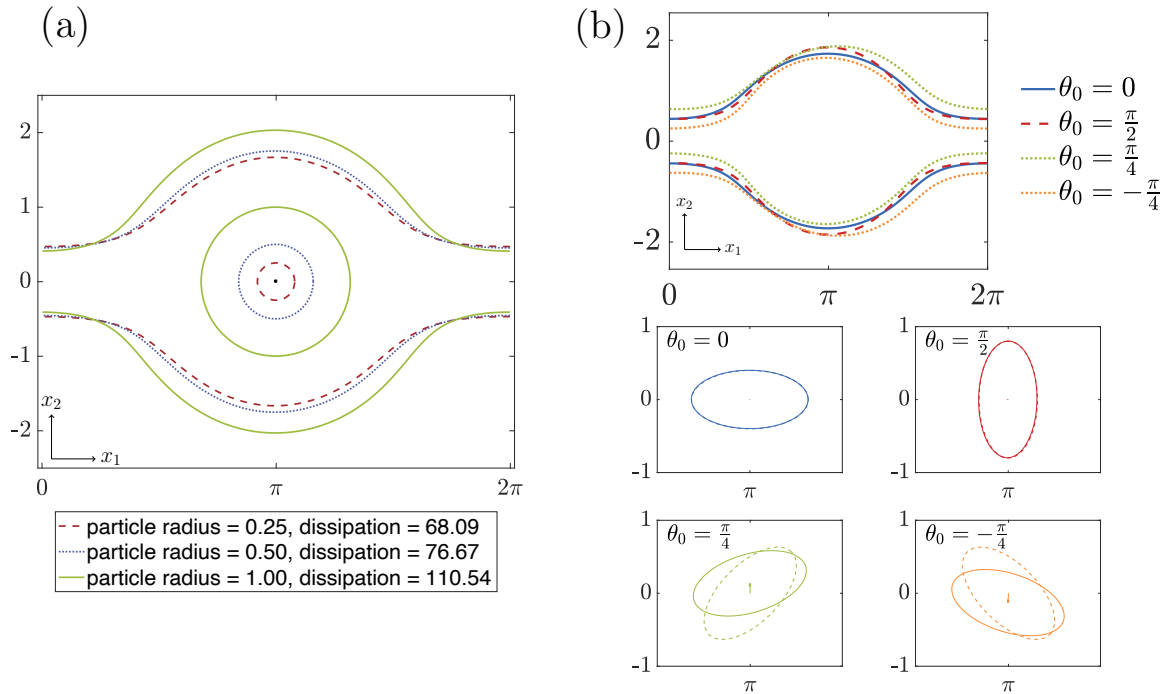 (a)
2
1
0
-1
-2
x₂
x₁
0
π
2π
particle radius = 0.25, dissipation = 68.09
particle radius = 0.50, dissipation = 76.67
particle radius = 1.00, dissipation = 110.54
(b)
2
0
-2
x₂
x₁
0
π
2π
θ₀ = 0
θ₀ = π/2
θ₀ = π/4
θ₀ = −π/4
1
0
-1
θ₀ = 0
π
1
0
-1
θ₀ = π/2
π
1
0
-1
θ₀ = π/4
π
1
0
-1
θ₀ = −π/4
π